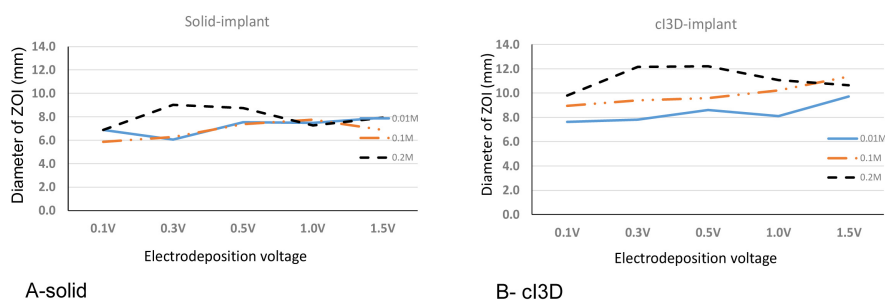 Solid-implant
Diameter of ZOI (mm)
14.0
12.0
10.0
8.0
6.0
4.0
2.0
0.0
0.1V 0.3V 0.5V 1.0V 1.5V
Electrodeposition voltage
0.01M
0.1M
0.2M
A-solid
cl3D-implant
Diameter of ZOI (mm)
14.0
12.0
10.0
8.0
6.0
4.0
2.0
0.0
0.1V 0.3V 0.5V 1.0V 1.5V
Electrodeposition voltage
0.01M
0.1M
0.2M
B- cl3D